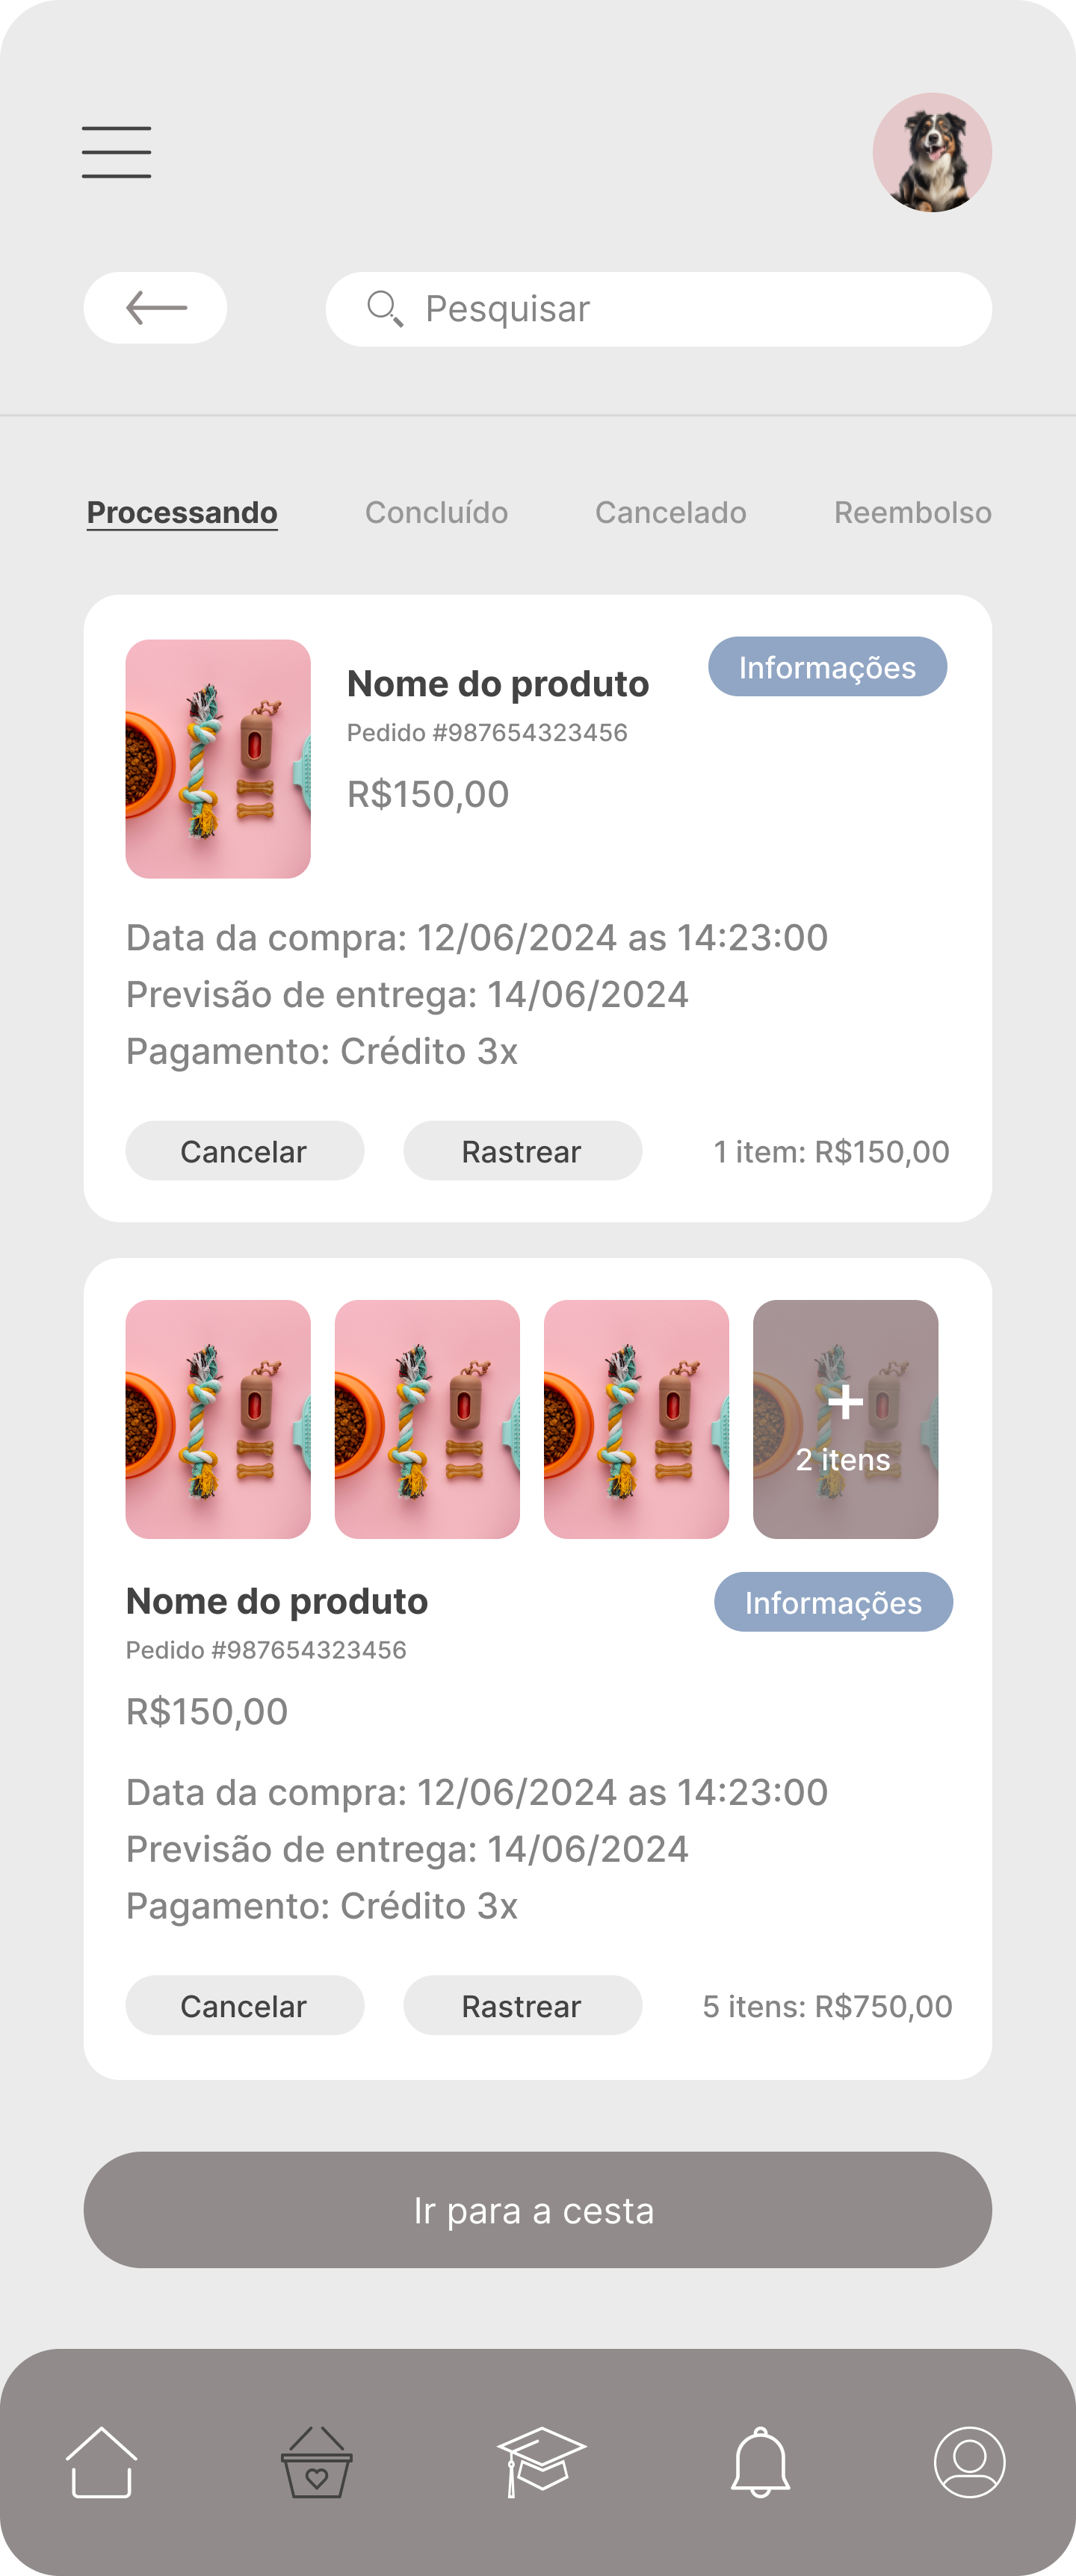 Pesquisar
Processando Concluído Cancelado Reembolso
Nome do produto
Informações
Pedido #987654323456
R$150,00
Data da compra: 12/06/2024 as 14:23:00
Previsão de entrega: 14/06/2024
Pagamento: Crédito 3x
Cancelar Rastrear 1 item: R$150,00
2 itens
Nome do produto
Informações
Pedido #987654323456
R$150,00
Data da compra: 12/06/2024 as 14:23:00
Previsão de entrega: 14/06/2024
Pagamento: Crédito 3x
Cancelar Rastrear 5 itens: R$750,00
Ir para a cesta